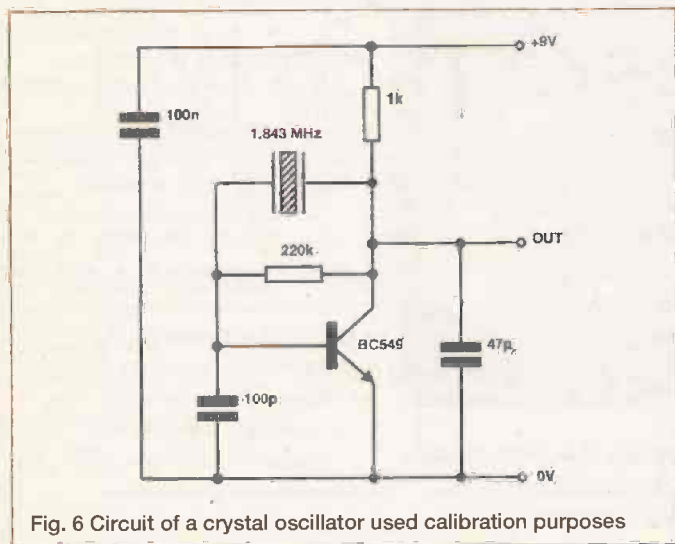 +9V
1k
100n
1.843 MHz
OUT
220k
BC549
47p
100p
0V
Fig. 6 Circuit of a crystal oscillator used calibration purposes